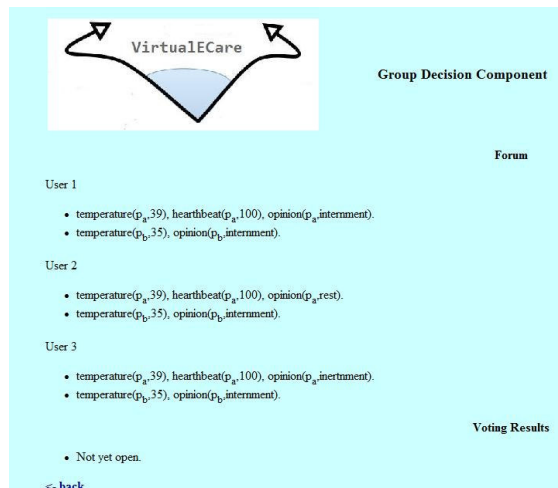 VirtualECare
Group Decision Component
Forum
User 1
• temperature(pa,39), hearthbeat(pa,100), opinion(pa,internment).
• temperature(pb,35), opinion(pb,internment).
User 2
• temperature(pa,39), hearthbeat(pa,100), opinion(pa,rest).
• temperature(pb,35), opinion(pb,internment).
User 3
• temperature(pa,39), hearthbeat(pa,100), opinion(pa,inertnment).
• temperature(pb,35), opinion(pb,internment).
Voting Results
• Not yet open.
<- back